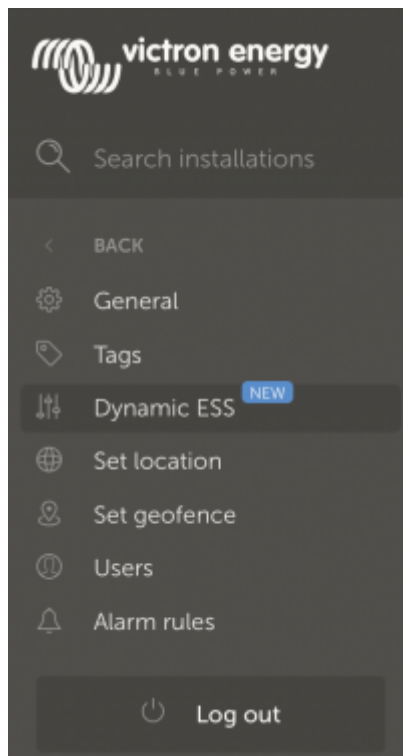 victron energy
BLUE POWER
Search installations
BACK
General
Tags
Dynamic ESS NEW
Set location
Set geofence
Users
Alarm rules
Log out